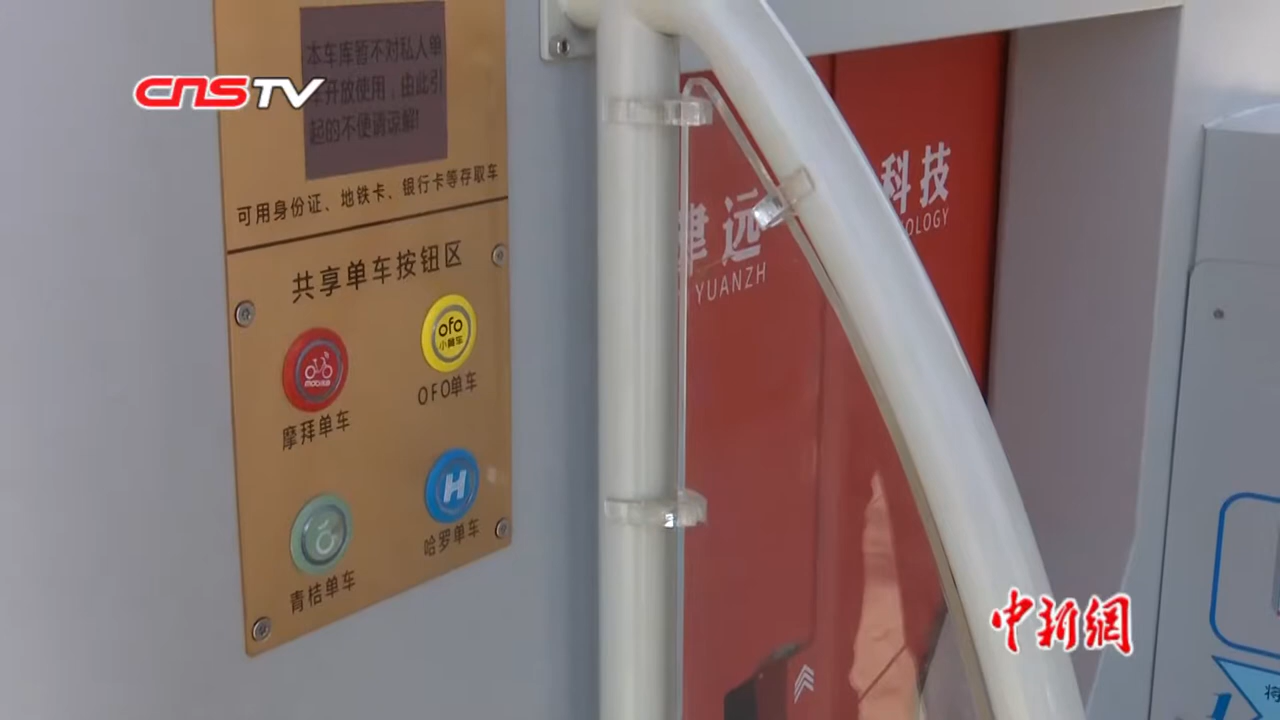 CNSTV
本车库暂不对私人单
车开放使用，由此引
起的不便请谅解!
可用身份证、地铁卡、银行卡等存取车
共享单车按钮区
mobike
摩拜单车
ofo
小黄车
OFO单车
青桔单车
H
哈罗单车
津远
YUANZH
科技
OLOGY
中新網
将